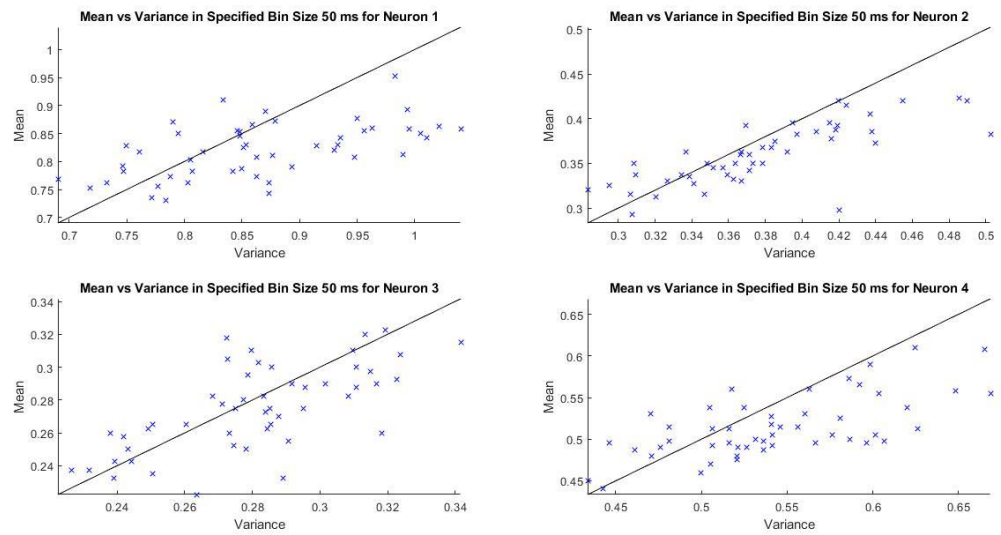 Mean vs Variance in Specified Bin Size 50 ms for Neuron 1
Mean
1
0.95
0.9
0.85
0.8
0.75
0.7
0.7 0.75 0.8 0.85 0.9 0.95 1
Variance
Mean vs Variance in Specified Bin Size 50 ms for Neuron 2
Mean
0.5
0.45
0.4
0.35
0.3
0.3 0.32 0.34 0.36 0.38 0.4 0.42 0.44 0.46 0.48 0.5
Variance
Mean vs Variance in Specified Bin Size 50 ms for Neuron 3
Mean
0.34
0.32
0.3
0.28
0.26
0.24
0.24 0.26 0.28 0.3 0.32 0.34
Variance
Mean vs Variance in Specified Bin Size 50 ms for Neuron 4
Mean
0.65
0.6
0.55
0.5
0.45
0.45 0.5 0.55 0.6 0.65
Variance